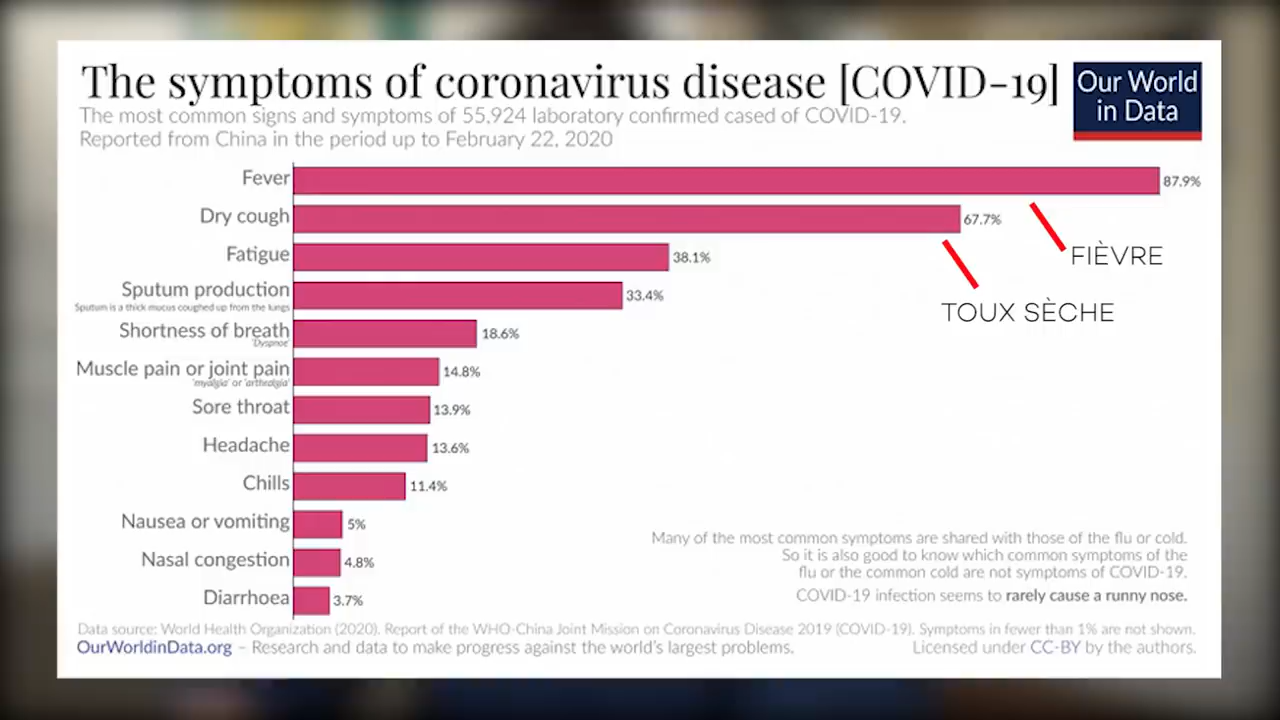 The symptoms of coronavirus disease [COVID-19]
Our World
in Data
The most common signs and symptoms of 55,924 laboratory confirmed cased of COVID-19.
Reported from China in the period up to February 22, 2020
Fever 87.9%
Dry cough 67.7%
FIÈVRE
Fatigue 38.1%
Sputum production 33.4%
Sputum is a thick mucus coughed up from the lungs
TOUX SÈCHE
Shortness of breath 18.6%
'Dyspnoe'
Muscle pain or joint pain 14.8%
'myalgia' or 'arthralgia'
Sore throat 13.9%
Headache 13.6%
Chills 11.4%
Nausea or vomiting 5%
Nasal congestion 4.8%
Diarrhoea 3.7%
Many of the most common symptoms are shared with those of the flu or cold.
So it is also good to know which common symptoms of the
flu or the common cold are not symptoms of COVID-19.
COVID-19 infection seems to rarely cause a runny nose.
Data source: World Health Organization (2020). Report of the WHO-China Joint Mission on Coronavirus Disease 2019 (COVID-19). Symptoms in fewer than 1% are not shown.
OurWorldinData.org – Research and data to make progress against the world's largest problems.
Licensed under CC-BY by the authors.